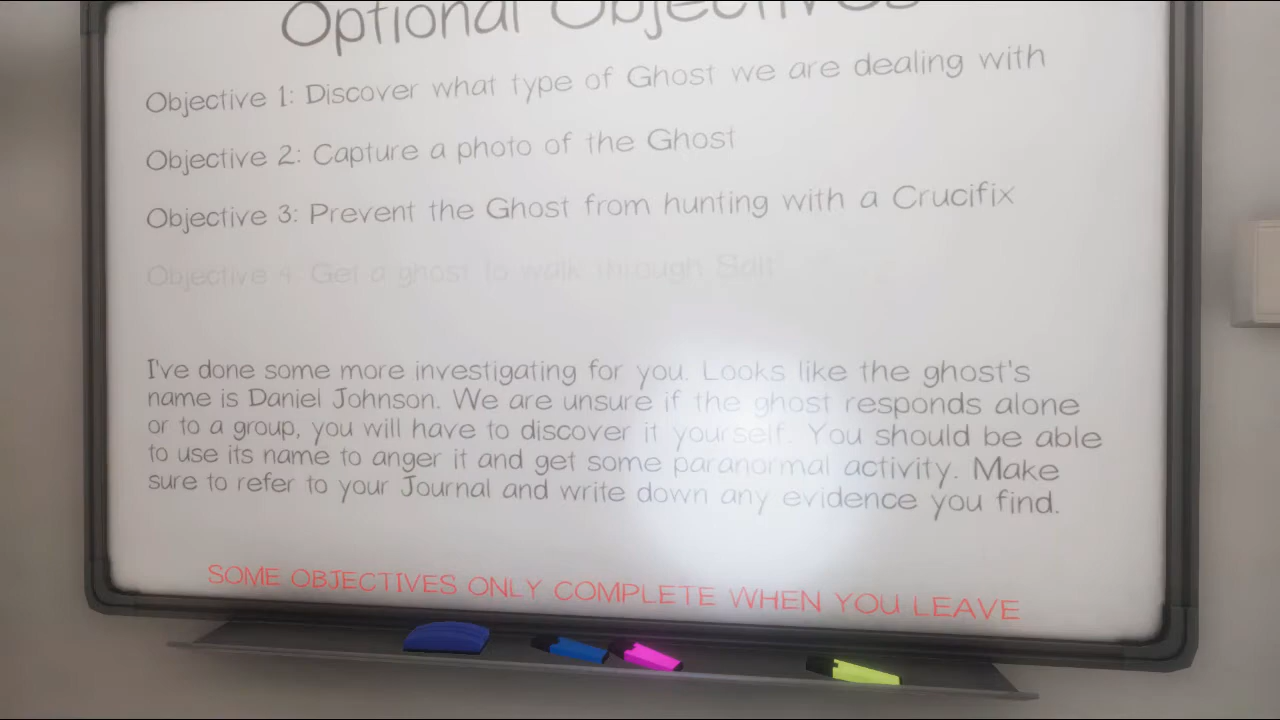 Optional Objectives
Objective 1: Discover what type of Ghost we are dealing with
Objective 2: Capture a photo of the Ghost
Objective 3: Prevent the Ghost from hunting with a Crucifix
Objective 4: Get a ghost to walk through Salt
I've done some more investigating for you. Looks like the ghost's
name is Daniel Johnson. We are unsure if the ghost responds alone
or to a group, you will have to discover it yourself. You should be able
to use its name to anger it and get some paranormal activity. Make
sure to refer to your Journal and write down any evidence you find.
SOME OBJECTIVES ONLY COMPLETE WHEN YOU LEAVE